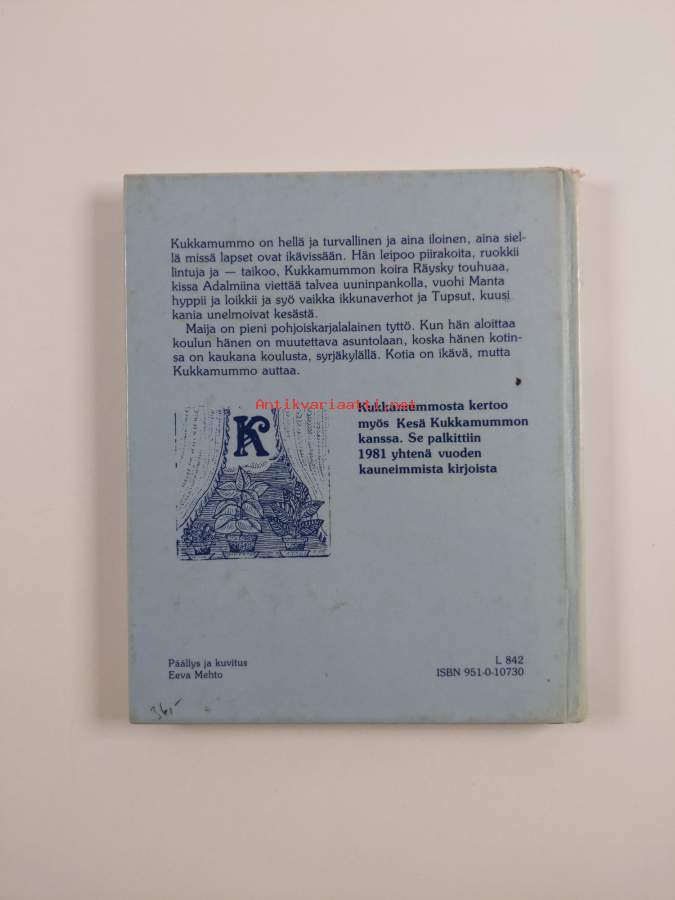 Kukkamummo on hellä ja turvallinen ja aina iloinen, aina siel-
lä missä lapset ovat ikävissään. Hän leipoo piirakoita, ruokkii
lintuja ja — taikoo, Kukkamummon koira Räysky touhuaa,
kissa Adalmiina viettää talvea uuninpankolla, vuohi Manta
hyppii ja loikkii ja syö vaikka ikkunaverhot ja Tupsut, kuusi
kania unelmoivat kesästä.
Maija on pieni pohjoiskarjalalainen tyttö. Kun hän aloittaa
koulun hänen on muutettava asuntolaan, koska hänen kotin-
sa on kaukana koulusta, syrjäkylällä. Kotia on ikävä, mutta
Kukkamummo auttaa.
Antikvariaatti.net
K
Kukkamummosta kertoo
myös Kesä Kukkamummon
kanssa. Se palkittiin
1981 yhtenä vuoden
kauneimmista kirjoista
Päällys ja kuvitus
Eeva Mehto
L 842
ISBN 951-0-10730
36,-